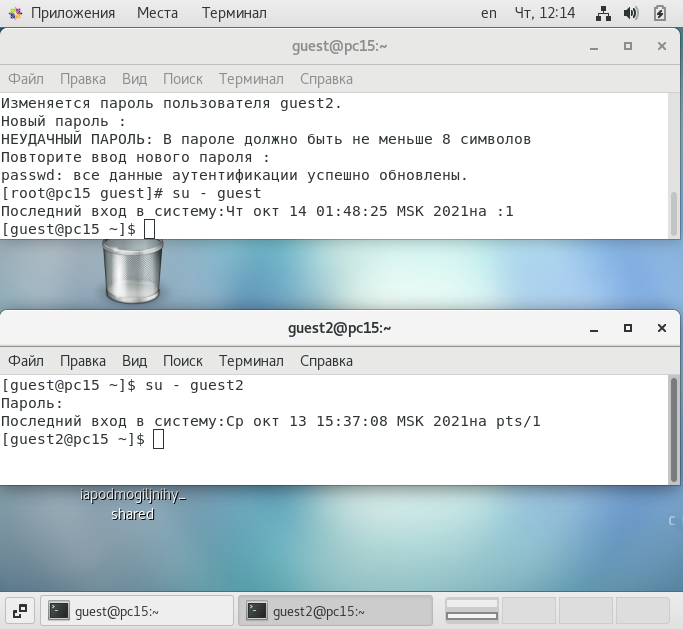 Приложения Места Терминал en Чт, 12:14
guest@pc15:~
Файл Правка Вид Поиск Терминал Справка
Изменяется пароль пользователя guest2.
Новый пароль :
НЕУДАЧНЫЙ ПАРОЛЬ: В пароле должно быть не меньше 8 символов
Повторите ввод нового пароля :
passwd: все данные аутентификации успешно обновлены.
[root@pc15 guest]# su - guest
Последний вход в систему:Чт окт 14 01:48:25 MSK 2021на :1
[guest@pc15 ~]$
guest2@pc15:~
Файл Правка Вид Поиск Терминал Справка
[guest@pc15 ~]$ su - guest2
Пароль:
Последний вход в систему:Ср окт 13 15:37:08 MSK 2021на pts/1
[guest2@pc15 ~]$
iapodmogiljnihy_
shared
C
guest@pc15:~ guest2@pc15:~